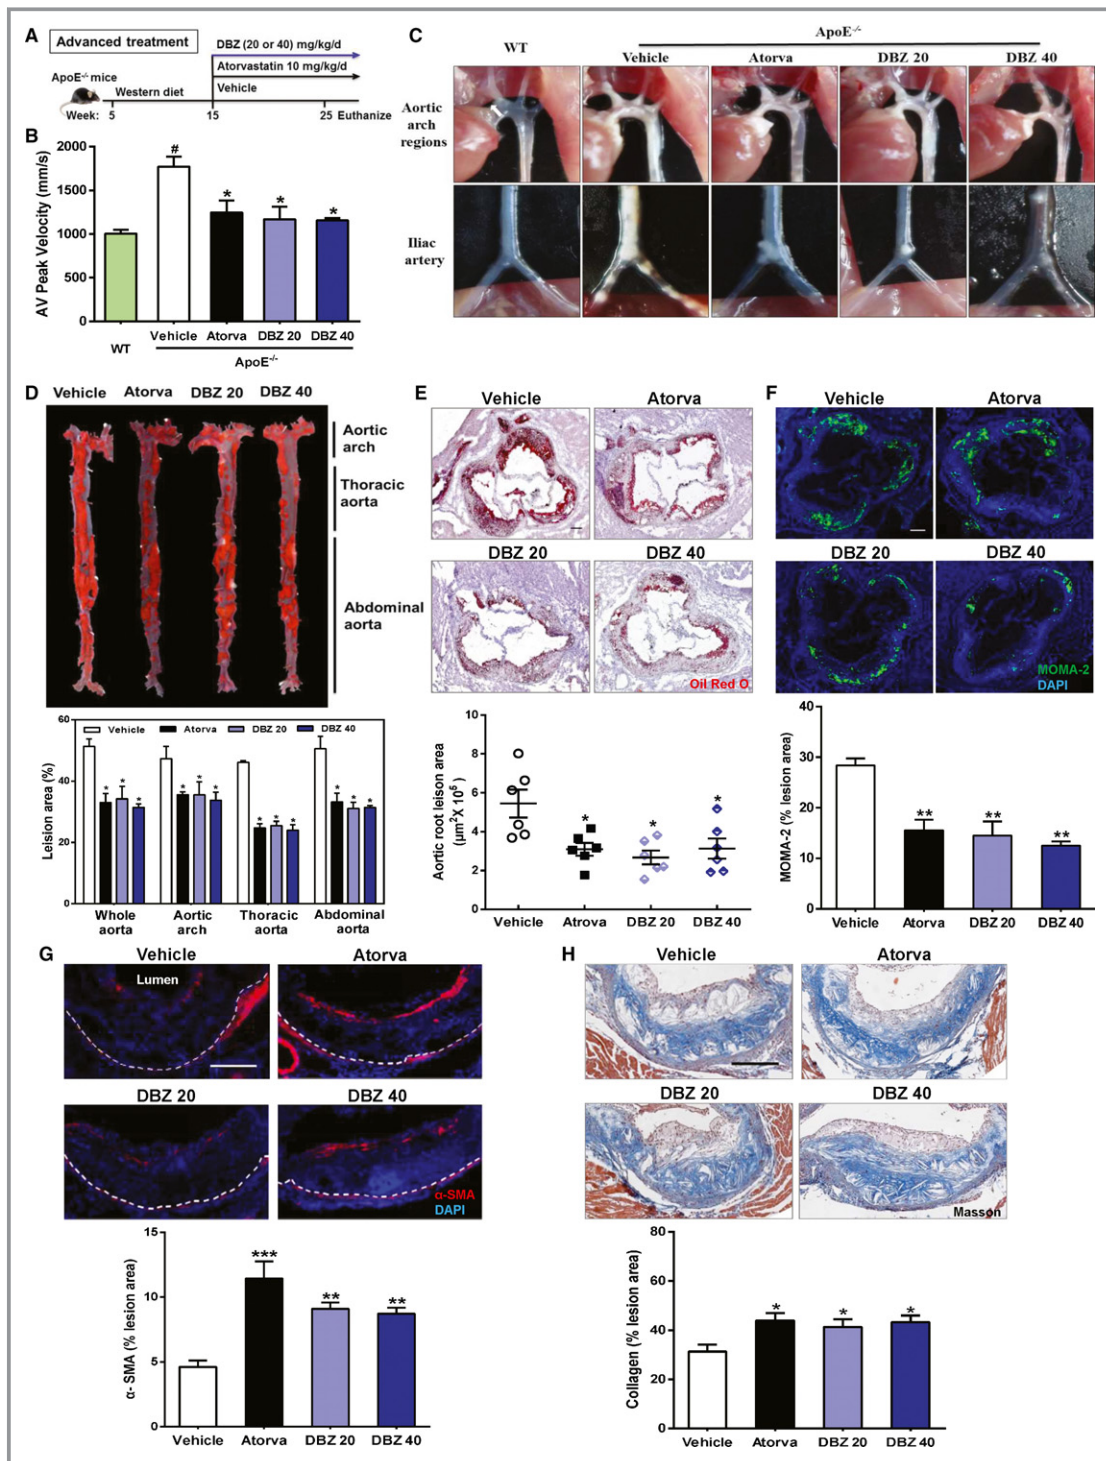 A
Advanced treatment
DBZ (20 or 40) mg/kg/d
Atorvastatin 10 mg/kg/d
ApoE-/- mice
Western diet
Vehicle
Week: 5
15
25
Euthanize
B
AV Peak Velocity (mm/s)
2000
1500
1000
500
0
#
*
*
*
WT
Vehicle
Atorva
DBZ 20
DBZ 40
ApoE-/-
C
WT
ApoE-/-
Vehicle
Atorva
DBZ 20
DBZ 40
Aortic
arch
regions
Iliac
artery
D
Vehicle
Atorva
DBZ 20
DBZ 40
Aortic
arch
Thoracic
aorta
Abdominal
aorta
Leision area (%)
60
40
20
0
Vehicle
Atorva
DBZ 20
DBZ 40
* * *
* * *
* * *
* * *
Whole
aorta
Aortic
arch
Thoracic
aorta
Abdominal
aorta
E
Vehicle
Atorva
DBZ 20
DBZ 40
Oil Red O
Aortic root leison area
(μm²X 10⁵)
10
8
6
4
2
0
*
*
*
Vehicle
Atrova
DBZ 20
DBZ 40
F
Vehicle
Atorva
DBZ 20
DBZ 40
MOMA-2
DAPI
MOMA-2 (% lesion area)
40
30
20
10
0
**
**
**
Vehicle
Atorva
DBZ 20
DBZ 40
G
Vehicle
Atorva
Lumen
DBZ 20
DBZ 40
α-SMA
DAPI
α- SMA (% lesion area)
15
10
5
0
***
**
**
Vehicle
Atorva
DBZ 20
DBZ 40
H
Vehicle
Atorva
DBZ 20
DBZ 40
Masson
Collagen (% lesion area)
80
60
40
20
0
*
*
*
Vehicle
Atorva
DBZ 20
DBZ 40